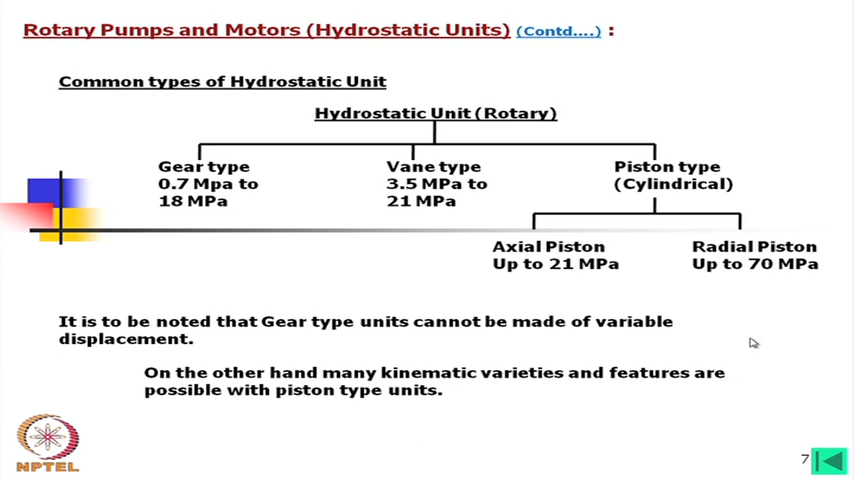 Rotary Pumps and Motors (Hydrostatic Units) (Contd....) :
Common types of Hydrostatic Unit
Hydrostatic Unit (Rotary)
Gear type
0.7 Mpa to
18 MPa
Vane type
3.5 MPa to
21 MPa
Piston type
(Cylindrical)
Axial Piston
Up to 21 MPa
Radial Piston
Up to 70 MPa
It is to be noted that Gear type units cannot be made of variable
displacement.
On the other hand many kinematic varieties and features are
possible with piston type units.
NPTEL
7